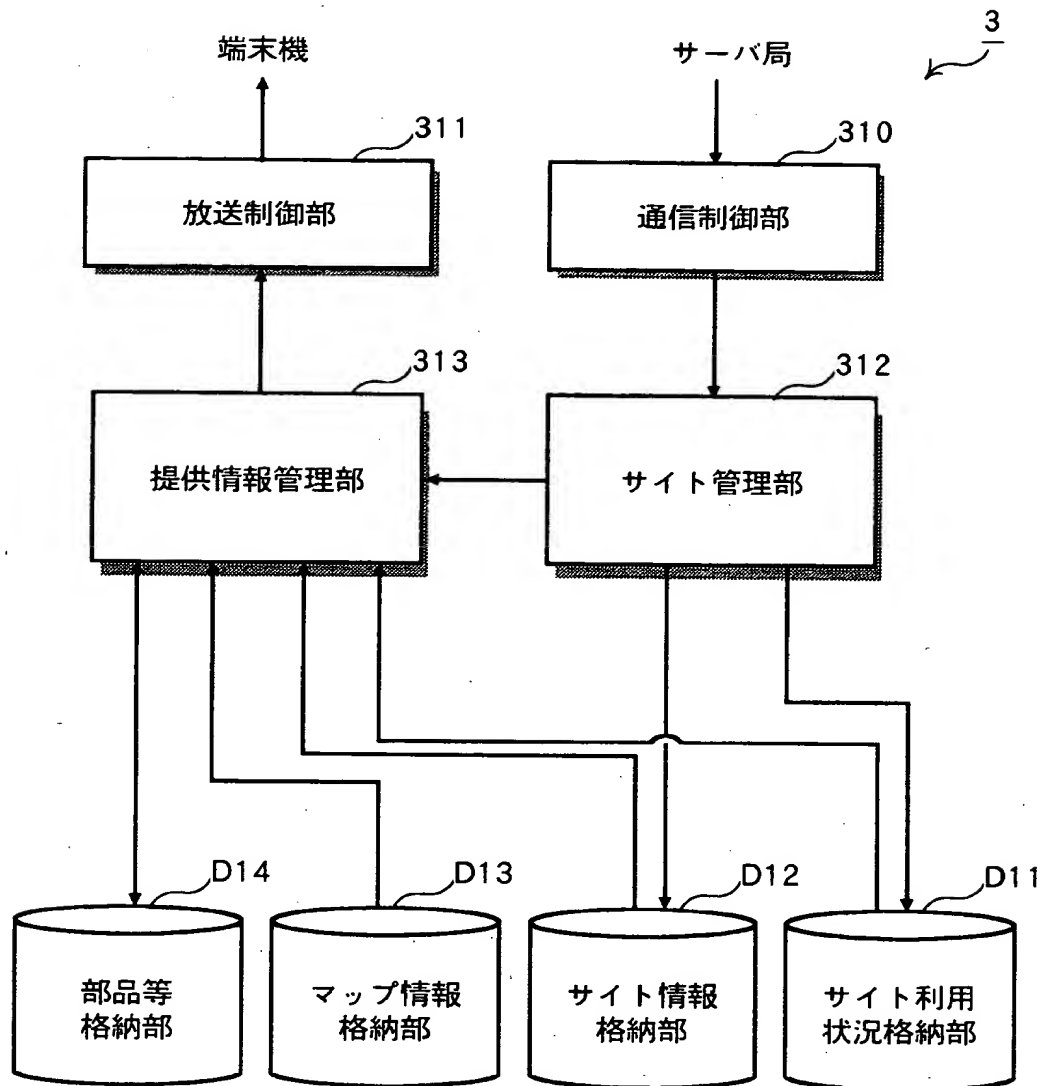 3
端末機
サーバ局
311
310
放送制御部
通信制御部
313
312
提供情報管理部
サイト管理部
D14
D13
D12
D11
部品等
格納部
マップ情報
格納部
サイト情報
格納部
サイト利用
状況格納部